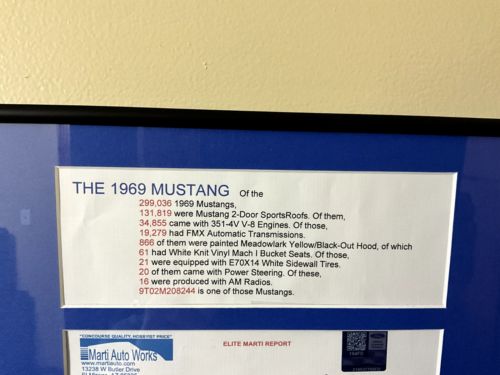 THE 1969 MUSTANG Of the
299,036 1969 Mustangs,
131,819 were Mustang 2-Door SportsRoofs. Of them,
34,855 came with 351-4V V-8 Engines. Of those,
19,279 had FMX Automatic Transmissions.
866 of them were painted Meadowlark Yellow/Black-Out Hood, of which
61 had White Knit Vinyl Mach I Bucket Seats. Of those,
21 were equipped with E70X14 White Sidewall Tires.
20 of them came with Power Steering. Of these,
16 were produced with AM Radios.
9T02M208244 is one of those Mustangs.
"CONCOURSE QUALITY, HOBBYIST PRICE"
ELITE MARTI REPORT
Marti Auto Works
www.martiauto.com
13238 W Butler Drive